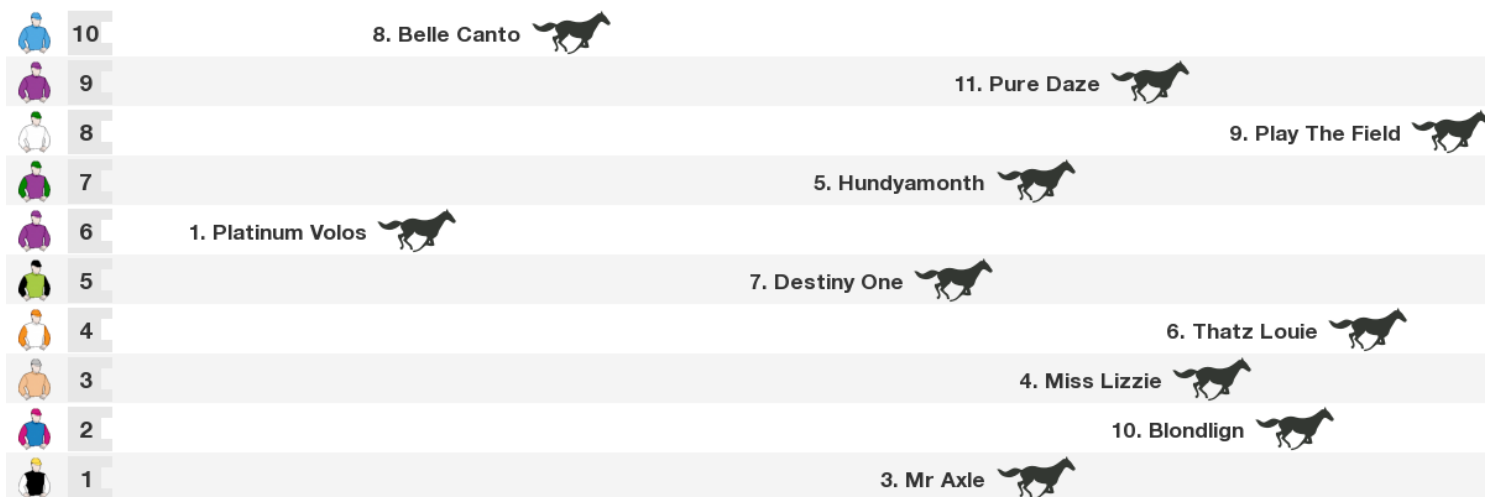 10 8. Belle Canto
9 11. Pure Daze
8 9. Play The Field
7 5. Hundyamonth
6 1. Platinum Volos
5 7. Destiny One
4 6. Thatz Louie
3 4. Miss Lizzie
2 10. Blondlign
1 3. Mr Axle